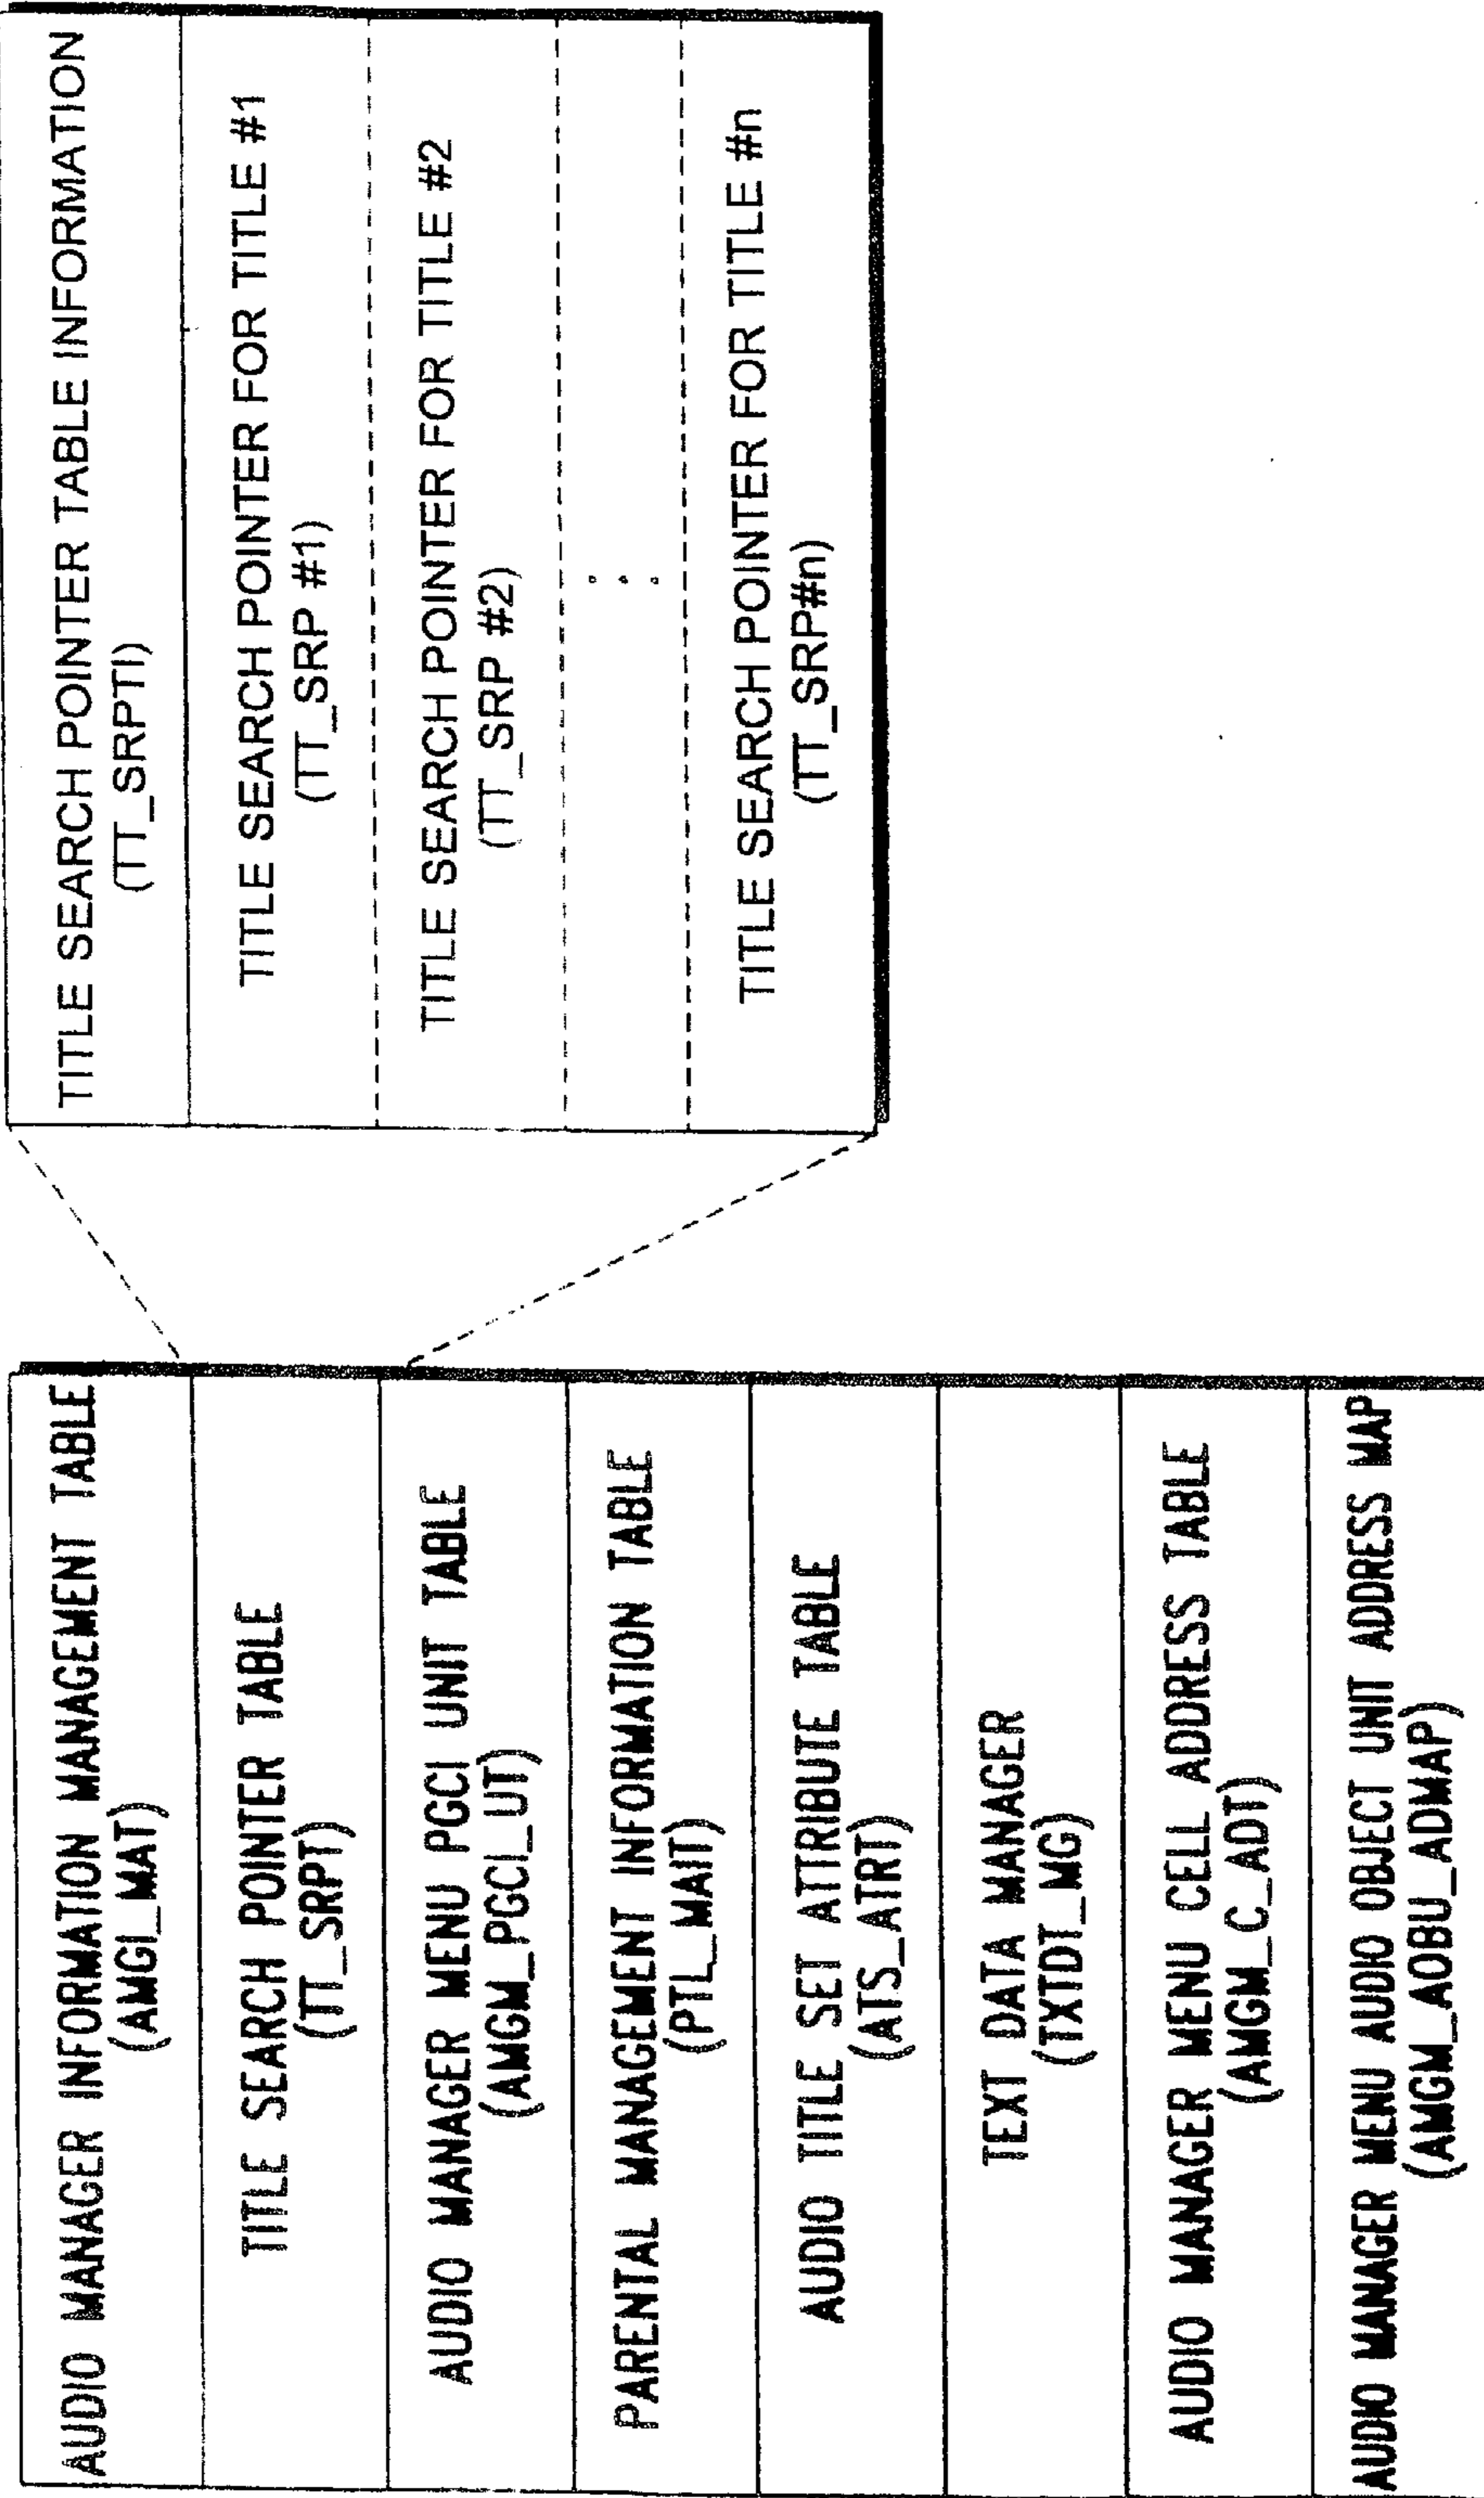 AUDIO MANAGER INFORMATION MANAGEMENT TABLE
(AMGI_MAT)
TITLE SEARCH POINTER TABLE
(TT_SRPT)
AUDIO MANAGER MENU PGCI UNIT TABLE
(AMGM_PGCI_UT)
PARENTAL MANAGEMENT INFORMATION TABLE
(PTL_MAIT)
AUDIO TITLE SET ATTRIBUTE TABLE
(ATS_ATRT)
TEXT DATA MANAGER
(TXTDT_MG)
AUDIO MANAGER MENU CELL ADDRESS TABLE
(AMGM_C_ADT)
AUDIO MANAGER MENU AUDIO OBJECT UNIT ADDRESS MAP
(AMGM_AOBU_ADMAP)
TITLE SEARCH POINTER TABLE INFORMATION
(TT_SRPTI)
TITLE SEARCH POINTER FOR TITLE #1
(TT_SRP #1)
TITLE SEARCH POINTER FOR TITLE #2
(TT_SRP #2)
TITLE SEARCH POINTER FOR TITLE #n
(TT_SRP#n)